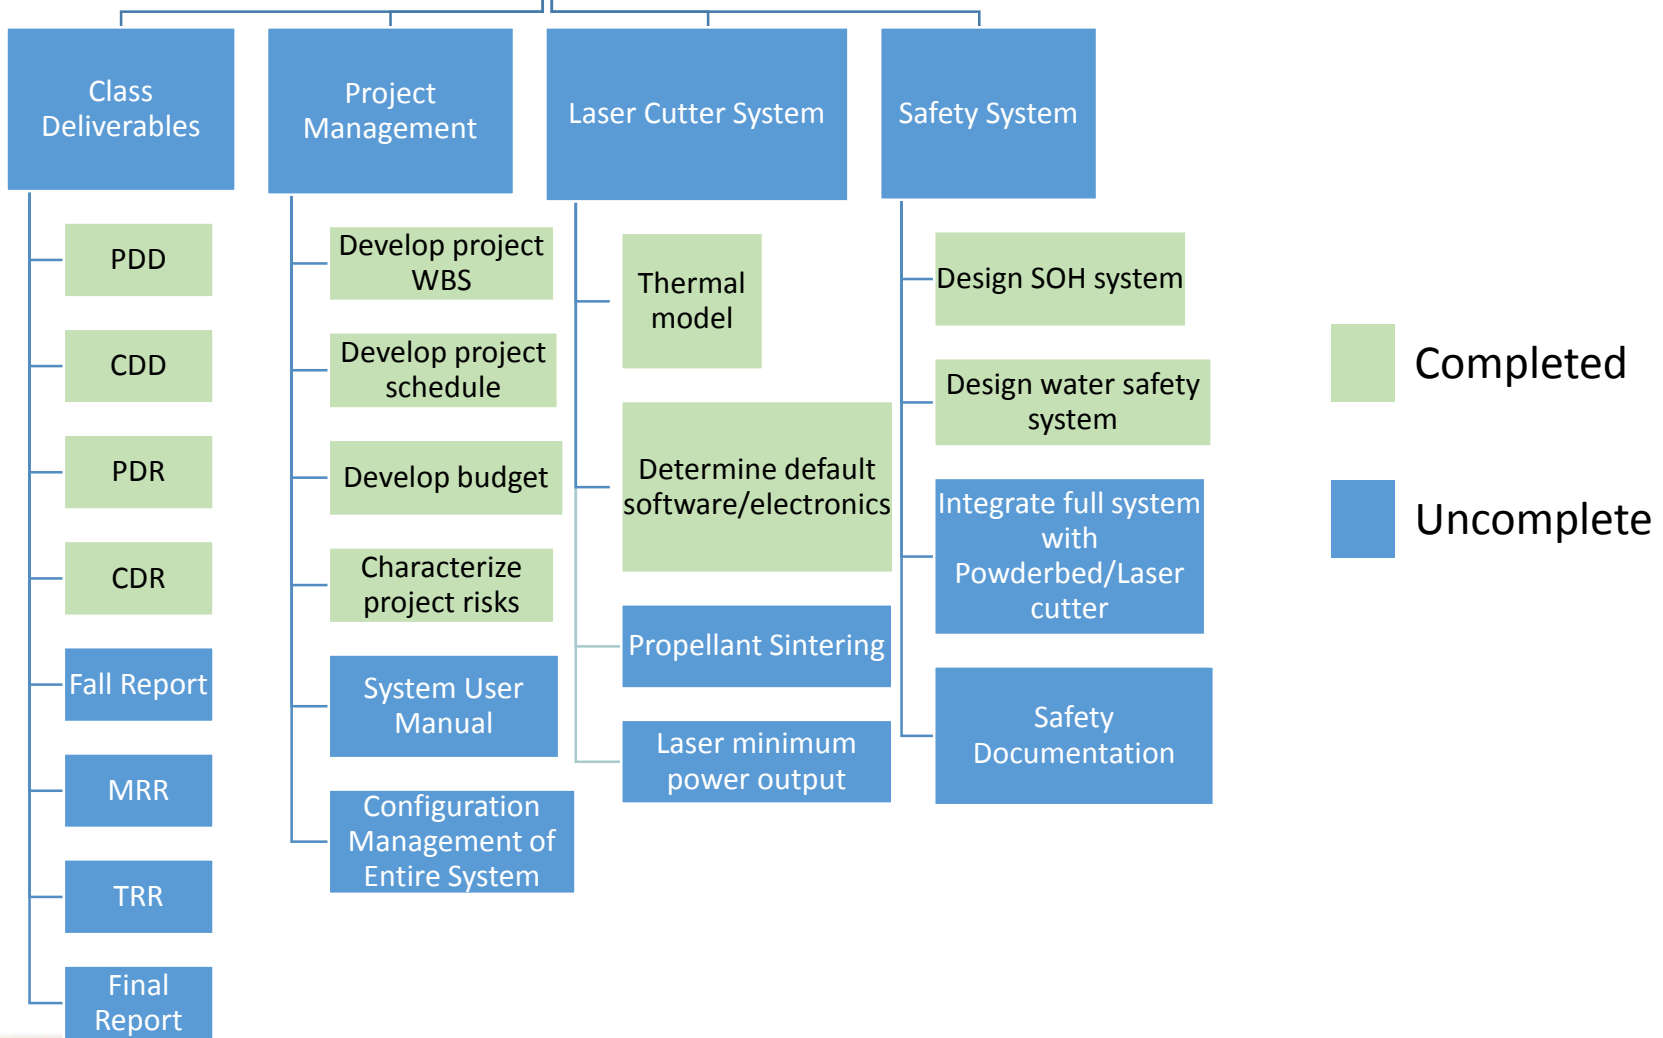 Class
Deliverables
Project
Management
Laser Cutter System
Safety System
PDD
CDD
PDR
CDR
Fall Report
MRR
TRR
Final
Report
Develop project
WBS
Develop project
schedule
Develop budget
Characterize
project risks
System User
Manual
Configuration
Management of
Entire System
Thermal
model
Determine default
software/electronics
Propellant Sintering
Laser minimum
power output
Design SOH system
Design water safety
system
Integrate full system
with
Powderbed/Laser
cutter
Safety
Documentation
Completed
Uncomplete